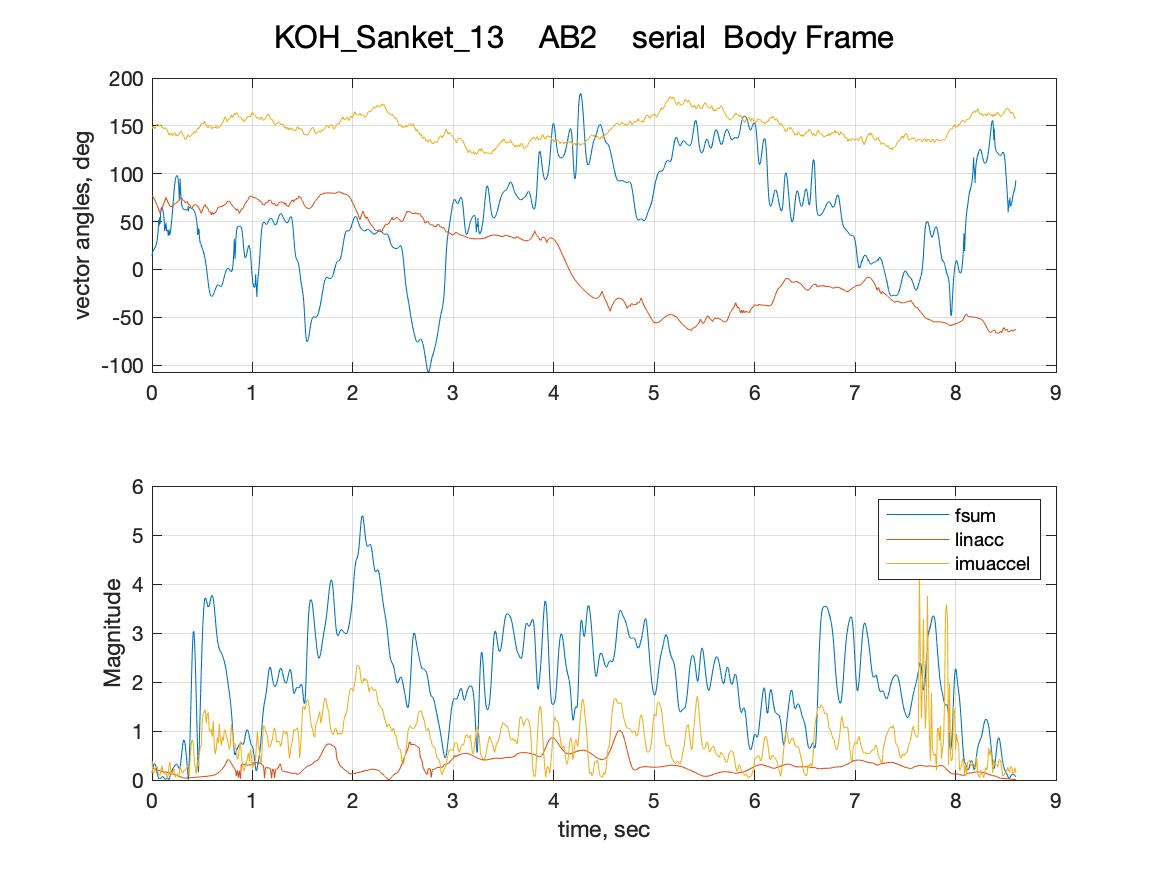 KOH_Sanket_13 AB2 serial Body Frame
200
150
100
50
0
-50
-100
vector angles, deg
0 1 2 3 4 5 6 7 8 9
6
5
4
3
2
1
0
Magnitude
fsum
linacc
imuaccel
0 1 2 3 4 5 6 7 8 9
time, sec